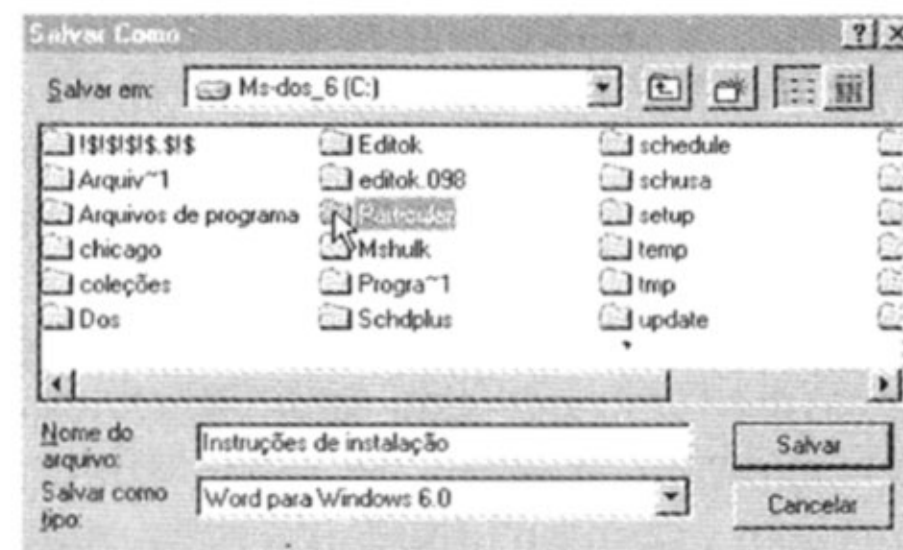 Salvar Como
Salvar em: Ms-dos_6 (C:)
!$!$!$!$.$!$
Arquiv~1
Arquivos de programa
chicago
coleções
Dos
Editok
editok.098
Particular
Mshulk
Progra~1
Schdplus
schedule
schusa
setup
temp
tmp
update
Nome do arquivo: Instruções de instalação
Salvar
Salvar como tipo: Word para Windows 6.0
Cancelar